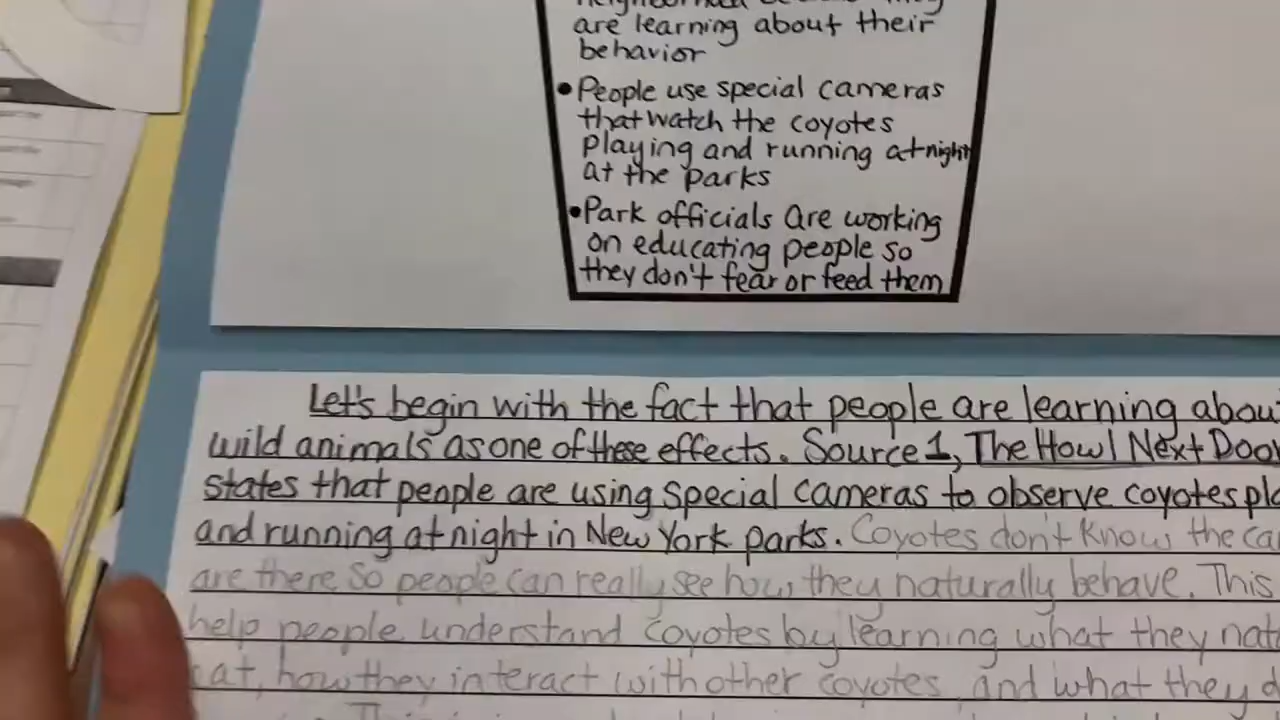 are learning about their
behavior
• People use special cameras
that watch the coyotes
playing and running at night
at the parks
• Park officials are working
on educating people so
they don't fear or feed them
Let's begin with the fact that people are learning
wild animals as one of these effects. Source 1, The Howl Next Door
states that people are using special cameras to observe coyotes
and running at night in New York parks. Coyotes don't know the
are there so people can really see how they naturally behave. This
help people understand coyotes by learning what they
eat, how they interact with other coyotes, and what they